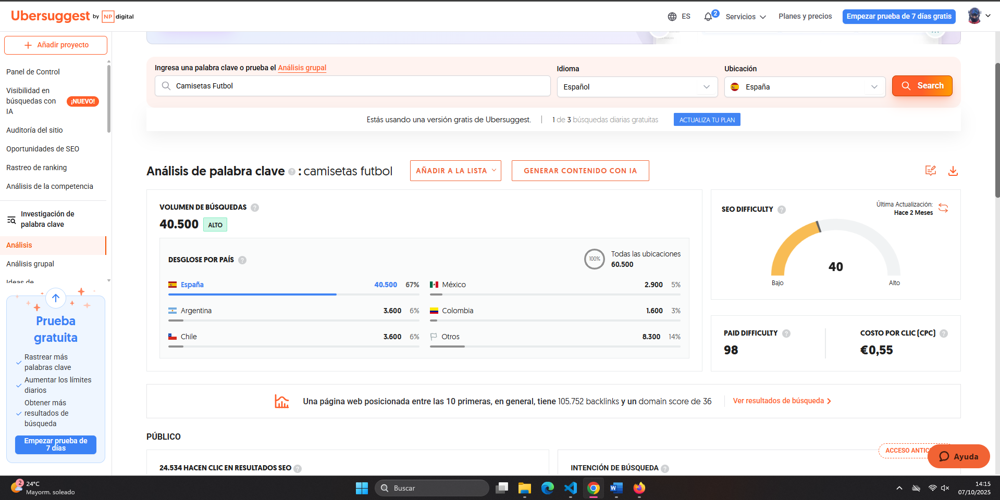 Ubersuggest by NP digital
ES
2
Servicios
Planes y precios
Empezar prueba de 7 días gratis
Añadir proyecto
Panel de Control
Visibilidad en
búsquedas con
IA
¡NUEVO!
Auditoría del sitio
Oportunidades de SEO
Rastreo de ranking
Análisis de la competencia
Investigación de
palabra clave
Análisis
Análisis grupal
Ideas de
Prueba
gratuita
Rastrear más
palabras clave
Aumentar los límites
diarios
Obtener más
resultados de
búsqueda
Empezar prueba de
7 días
Ingresa una palabra clave o prueba el Análisis grupal
Camisetas Futbol
Idioma
Español
Ubicación
España
Search
Estás usando una versión gratis de Ubersuggest.
1 de 3 búsquedas diarias gratuitas
ACTUALIZA TU PLAN
Análisis de palabra clave ? : camisetas futbol
AÑADIR A LA LISTA
GENERAR CONTENIDO CON IA
VOLUMEN DE BÚSQUEDAS ?
40.500 ALTO
DESGLOSE POR PAÍS ?
100%
Todas las ubicaciones
60.500
España 40.500 67%
México 2.900 5%
Argentina 3.600 6%
Colombia 1.600 3%
Chile 3.600 6%
Otros 8.300 14%
SEO DIFFICULTY ?
Última Actualización:
Hace 2 Meses
40
Bajo
Alto
PAID DIFFICULTY ?
98
COSTO POR CLIC (CPC) ?
€0,55
Una página web posicionada entre las 10 primeras, en general, tiene 105.752 backlinks y un domain score de 36
Ver resultados de búsqueda
PÚBLICO
24.534 HACEN CLIC EN RESULTADOS SEO ?
INTENCIÓN DE BÚSQUEDA ?
ACCESO ANTIC
Ayuda
2
24°C
Mayorm. soleado
Buscar
14:15
07/10/2025